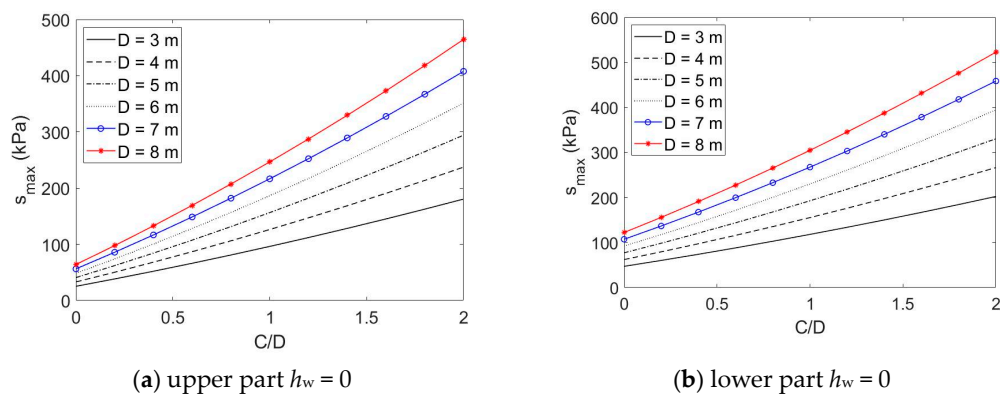 500
400
300
200
100
0
s_max (kPa)
D = 3 m
D = 4 m
D = 5 m
D = 6 m
D = 7 m
D = 8 m
0 0.5 1 1.5 2
C/D
(a) upper part h_w = 0
600
500
400
300
200
100
0
s_max (kPa)
D = 3 m
D = 4 m
D = 5 m
D = 6 m
D = 7 m
D = 8 m
0 0.5 1 1.5 2
C/D
(b) lower part h_w = 0